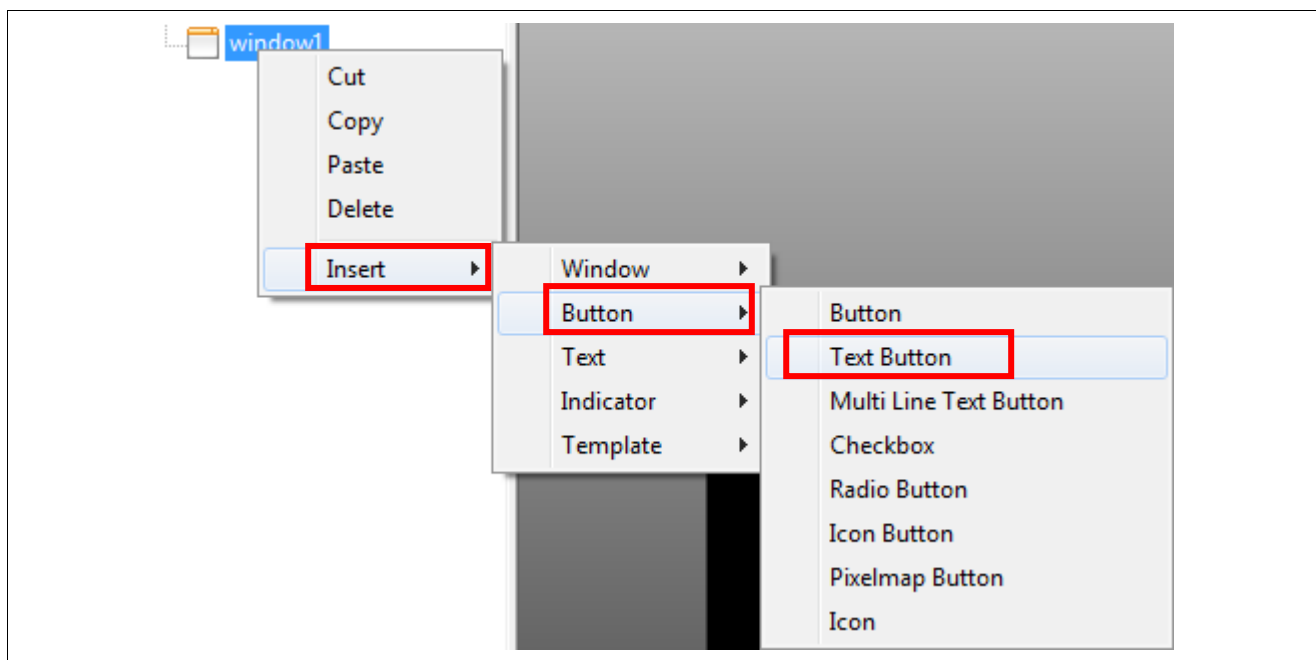 window1
Cut
Copy
Paste
Delete
Insert
Window
Button
Text
Indicator
Template
Button
Text Button
Multi Line Text Button
Checkbox
Radio Button
Icon Button
Pixelmap Button
Icon